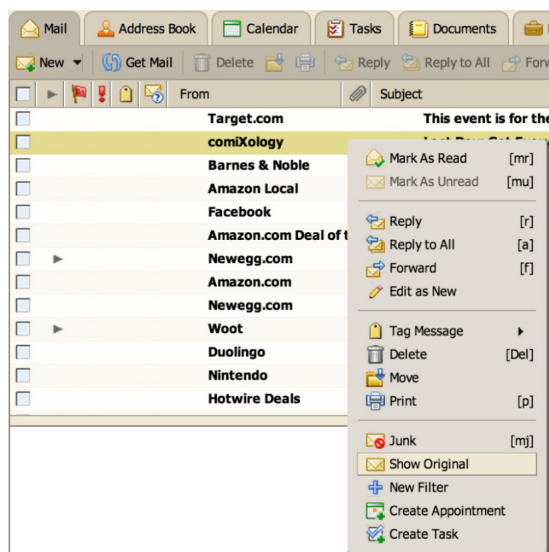 Mail Address Book Calendar Tasks Documents
New Get Mail Delete Reply Reply to All Forw
From Subject
Target.com This event is for the
comiXology
Barnes & Noble
Amazon Local
Facebook
Amazon.com Deal of t
Newegg.com
Amazon.com
Newegg.com
Woot
Duolingo
Nintendo
Hotwire Deals
Mark As Read [mr]
Mark As Unread [mu]
Reply [r]
Reply to All [a]
Forward [f]
Edit as New
Tag Message
Delete [Del]
Move
Print [p]
Junk [mj]
Show Original
New Filter
Create Appointment
Create Task